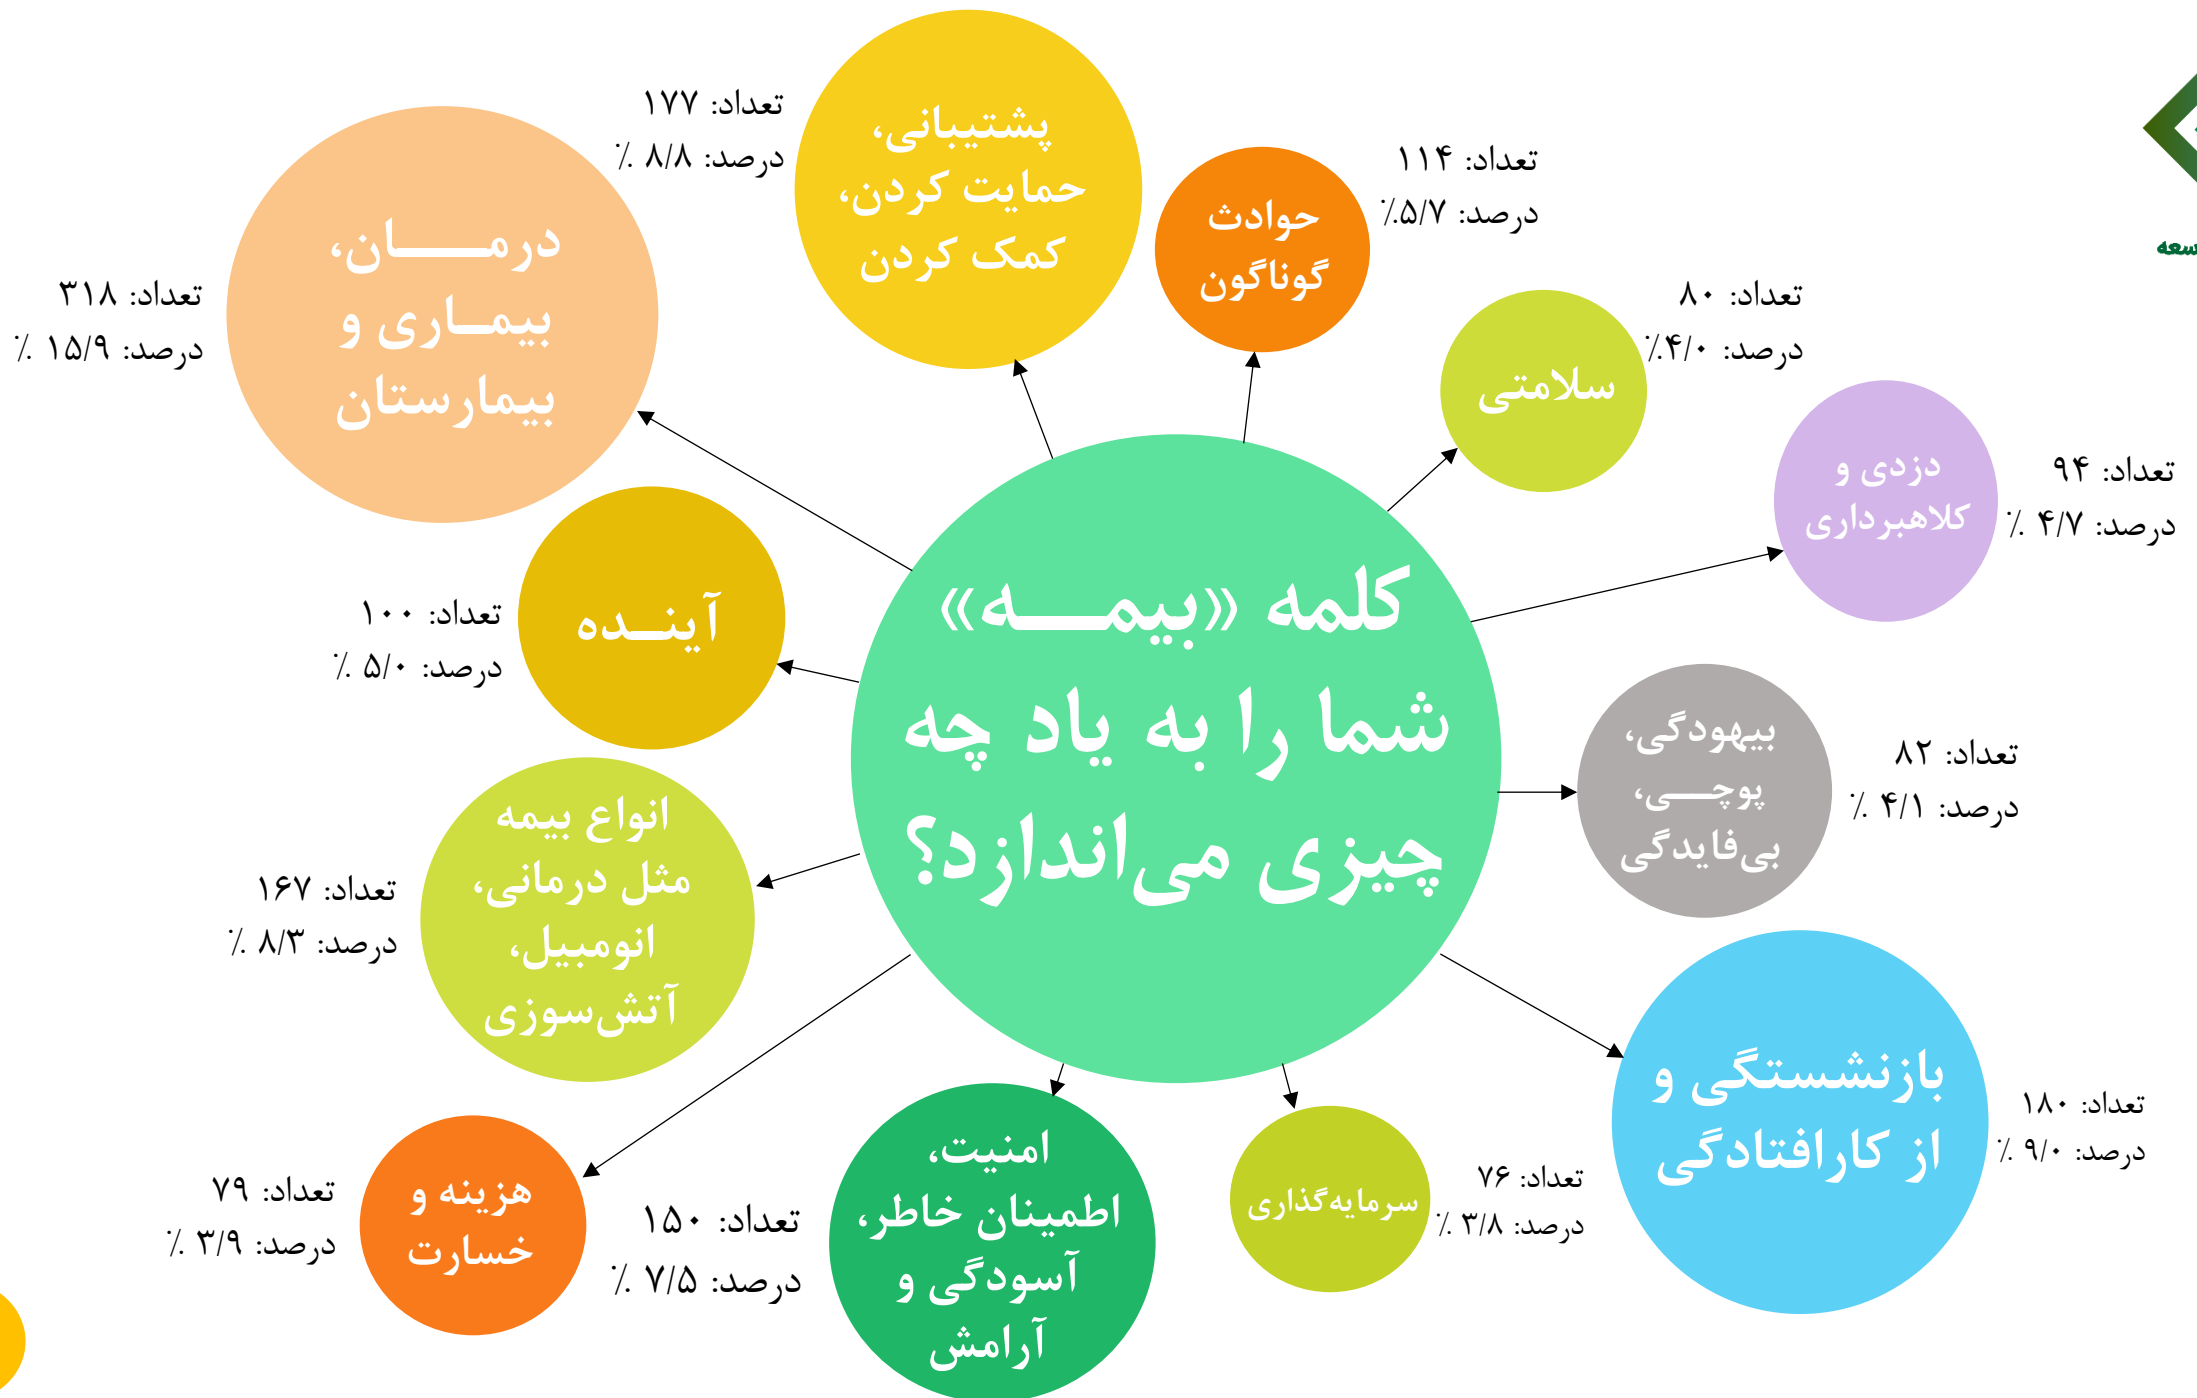 کلمه «بیمـــه»
شما را به یاد چه
چیزی می‌اندازد؟
پشتیبانی،
حمایت کردن،
کمک کردن
تعداد: ۱۷۷
درصد: ۸/۸ ٪
حوادث
گوناگون
تعداد: ۱۱۴
درصد: ۵/۷٪
سلامتی
تعداد: ۸۰
درصد: ۴/۰٪
دزدی و
کلاهبرداری
تعداد: ۹۴
درصد: ۴/۷ ٪
بیهودگی،
پوچـــی،
بی‌فایدگی
تعداد: ۸۲
درصد: ۴/۱ ٪
بازنشستگی و
از کارافتادگی
تعداد: ۱۸۰
درصد: ۹/۰ ٪
سرمایه‌گذاری
تعداد: ۷۶
درصد: ۳/۸ ٪
امنیت،
اطمینان خاطر،
آسودگی و
آرامش
تعداد: ۱۵۰
درصد: ۷/۵ ٪
هزینه و
خسارت
تعداد: ۷۹
درصد: ۳/۹ ٪
انواع بیمه
مثل درمانی،
انومبیل،
آتش‌سوزی
تعداد: ۱۶۷
درصد: ۸/۳ ٪
آینــده
تعداد: ۱۰۰
درصد: ۵/۰ ٪
درمـــان،
بیمــاری و
بیمارستان
تعداد: ۳۱۸
درصد: ۱۵/۹ ٪